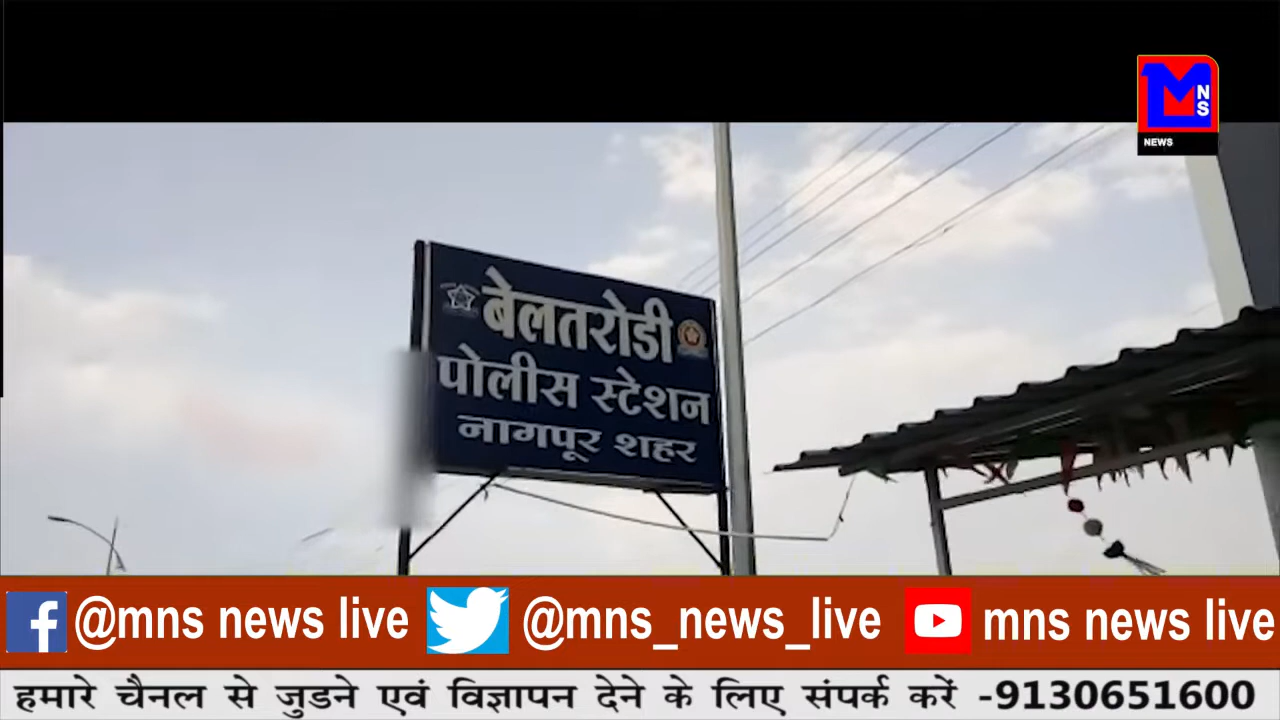 MNS
NEWS
बेलतरोडी
पोलीस स्टेशन
नागपूर शहर
@mns news live @mns_news_live mns news live
हमारे चैनल से जुडने एवं विज्ञापन देने के लिए संपर्क करें -9130651600